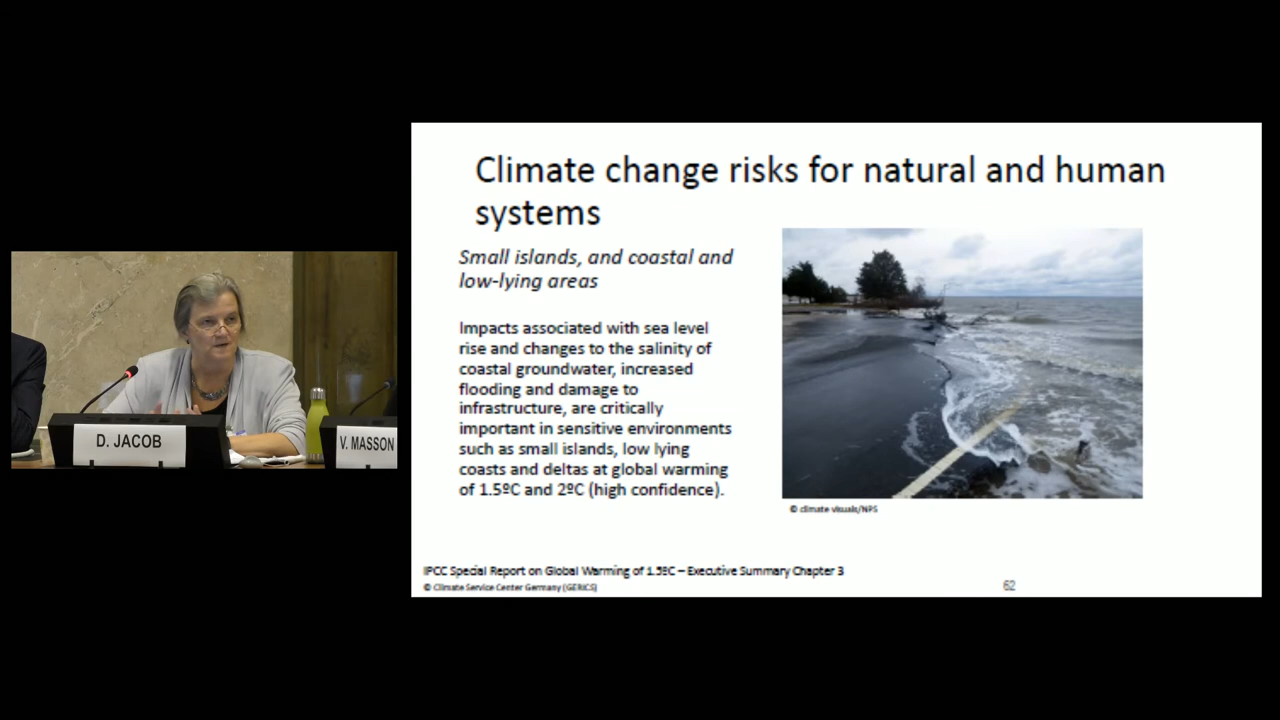 Climate change risks for natural and human
systems
Small islands, and coastal and
low-lying areas
Impacts associated with sea level
rise and changes to the salinity of
coastal groundwater, increased
flooding and damage to
infrastructure, are critically
important in sensitive environments
such as small islands, low lying
coasts and deltas at global warming
of 1.5ºC and 2ºC (high confidence).
© climate visuals/NPS
IPCC Special Report on Global Warming of 1.5ºC – Executive Summary Chapter 3
© Climate Service Center Germany (GERICS)
62
D. JACOB
V. MASSON